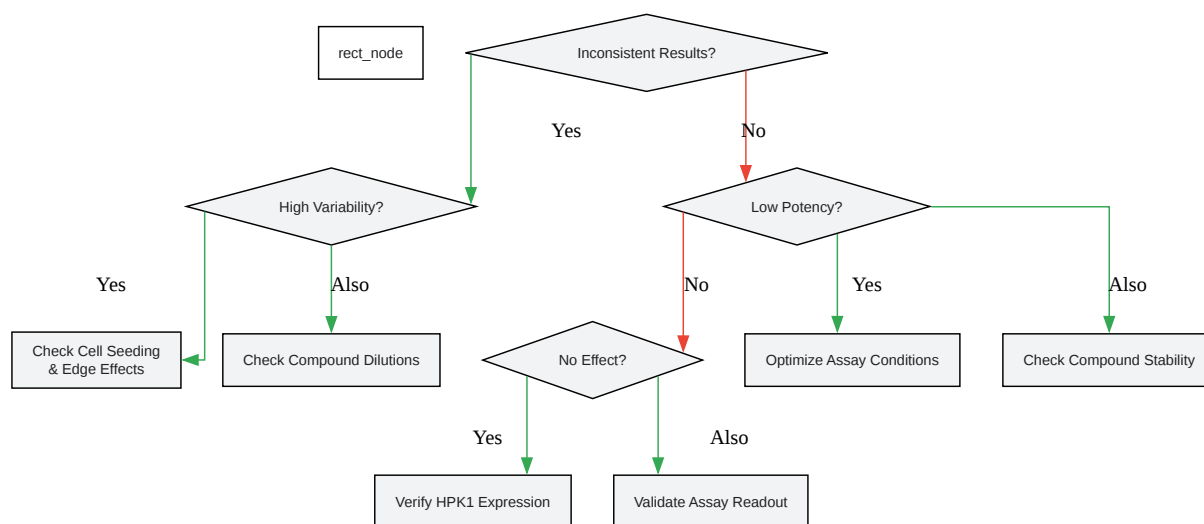 rect_node
Inconsistent Results?
Yes
No
High Variability?
Low Potency?
Yes
Also
No
Yes
Also
Check Cell Seeding
& Edge Effects
Check Compound Dilutions
No Effect?
Optimize Assay Conditions
Check Compound Stability
Yes
Also
Verify HPK1 Expression
Validate Assay Readout